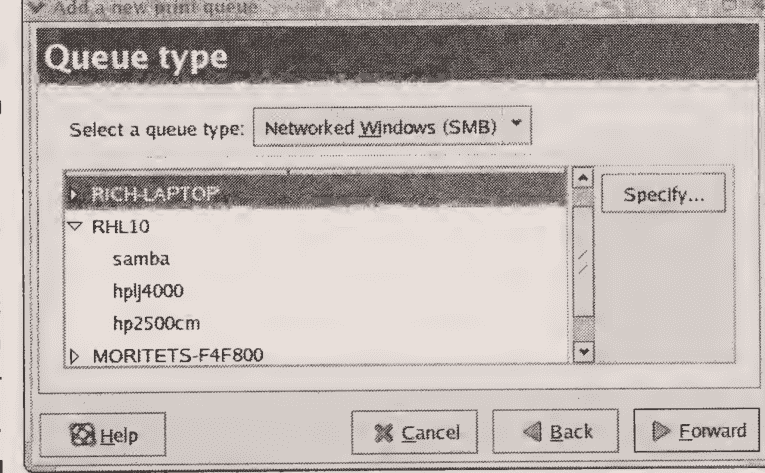 Add a new print queue
Queue type
Select a queue type: Networked Windows (SMB)
RICH-LAPTOP
Specify...
RHL10
samba
hplj4000
hp2500cm
MORITETS-F4F800
Help
Cancel
Back
Forward